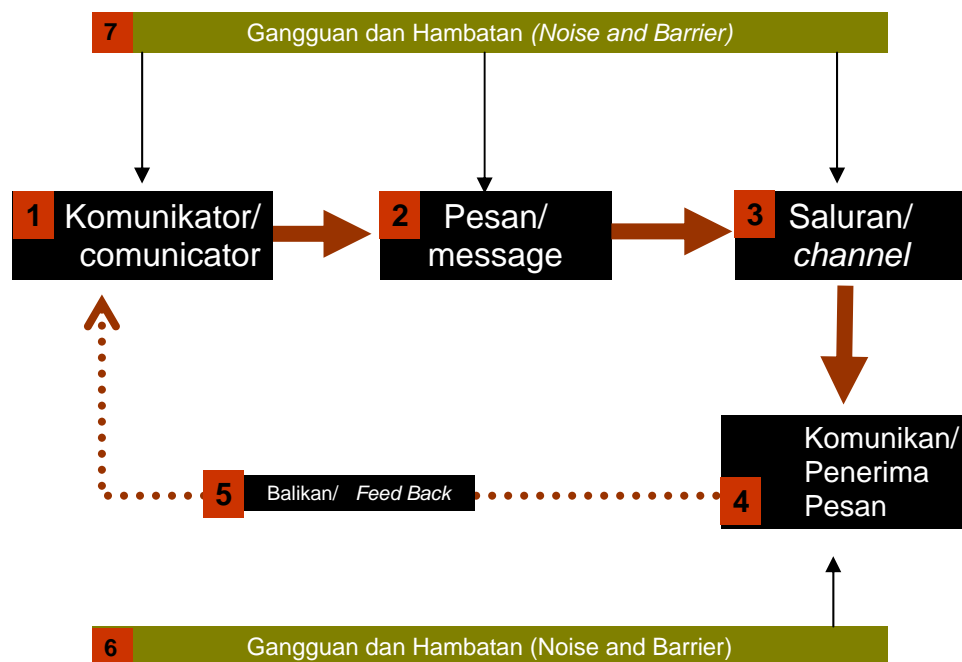 7 Gangguan dan Hambatan (Noise and Barrier)
1 Komunikator/
comunicator
2 Pesan/
message
3 Saluran/
channel
Komunikan/
Penerima
4 Pesan
5 Balikan/ Feed Back
6 Gangguan dan Hambatan (Noise and Barrier)